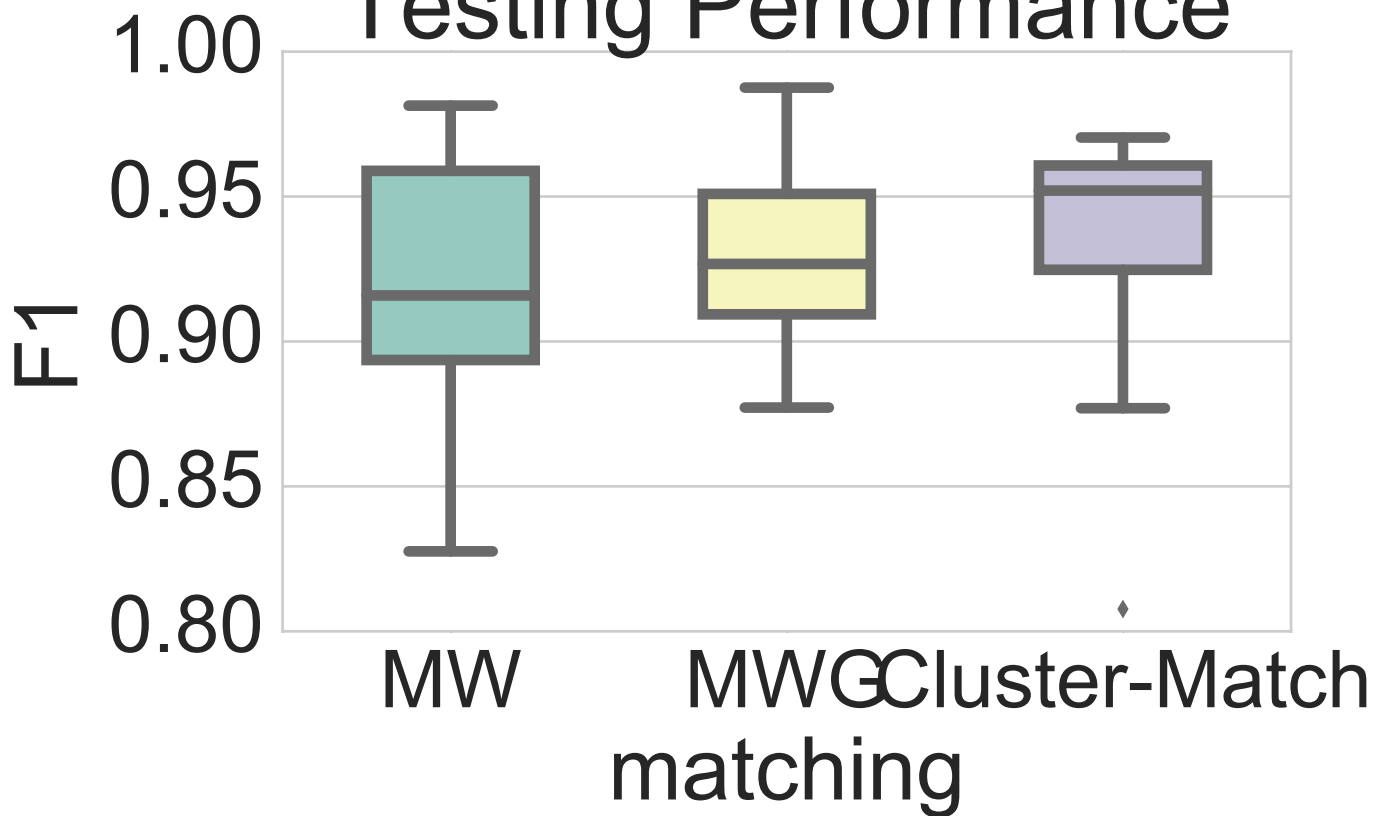 Testing Performance
1.00
0.95
0.90
0.85
0.80
F1
MW
MWG
Cluster-Match
matching